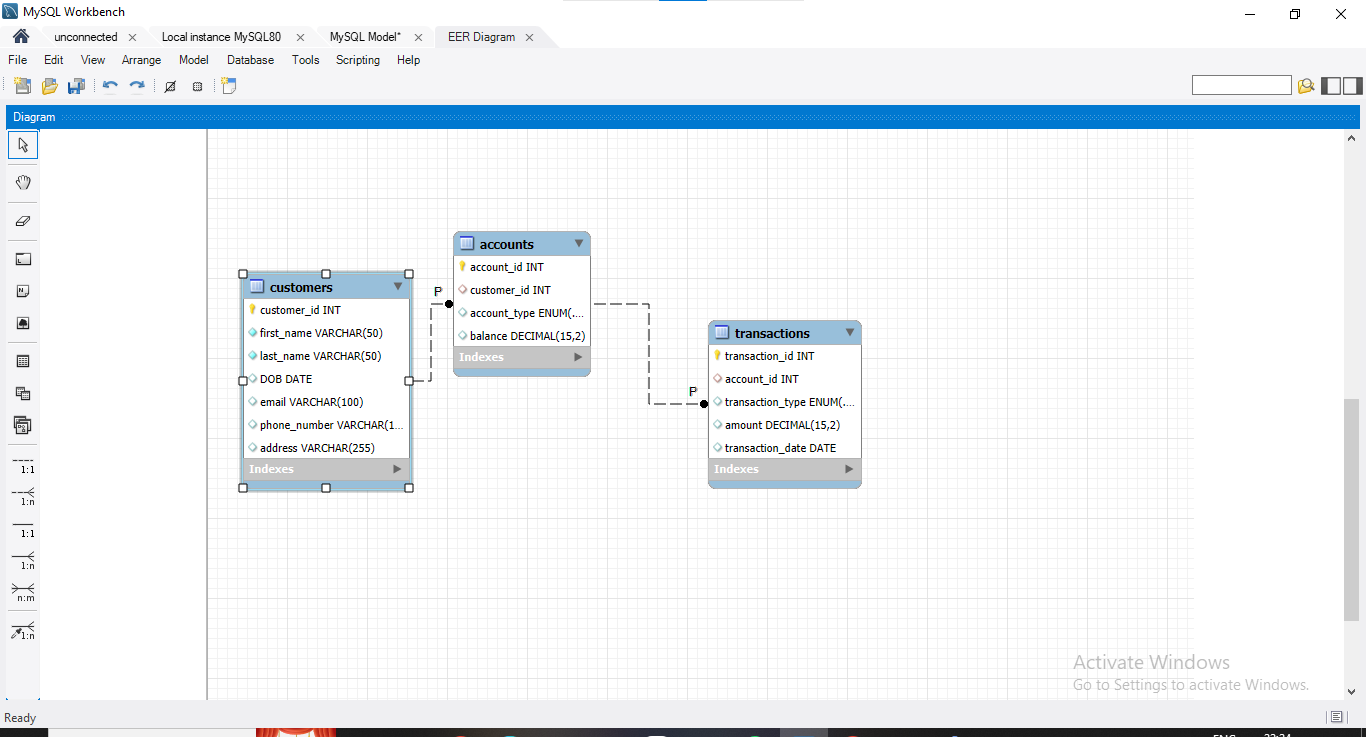 MySQL Workbench
unconnected
Local instance MySQL80
MySQL Model*
EER Diagram
File Edit View Arrange Model Database Tools Scripting Help
Diagram
customers
customer_id INT
first_name VARCHAR(50)
last_name VARCHAR(50)
DOB DATE
email VARCHAR(100)
phone_number VARCHAR(1...
address VARCHAR(255)
Indexes
P
accounts
account_id INT
customer_id INT
account_type ENUM(....
balance DECIMAL(15,2)
Indexes
P
transactions
transaction_id INT
account_id INT
transaction_type ENUM(....
amount DECIMAL(15,2)
transaction_date DATE
Indexes
1:1
1:n
1:1
1:n
n:m
1:n
Activate Windows
Go to Settings to activate Windows.
Ready